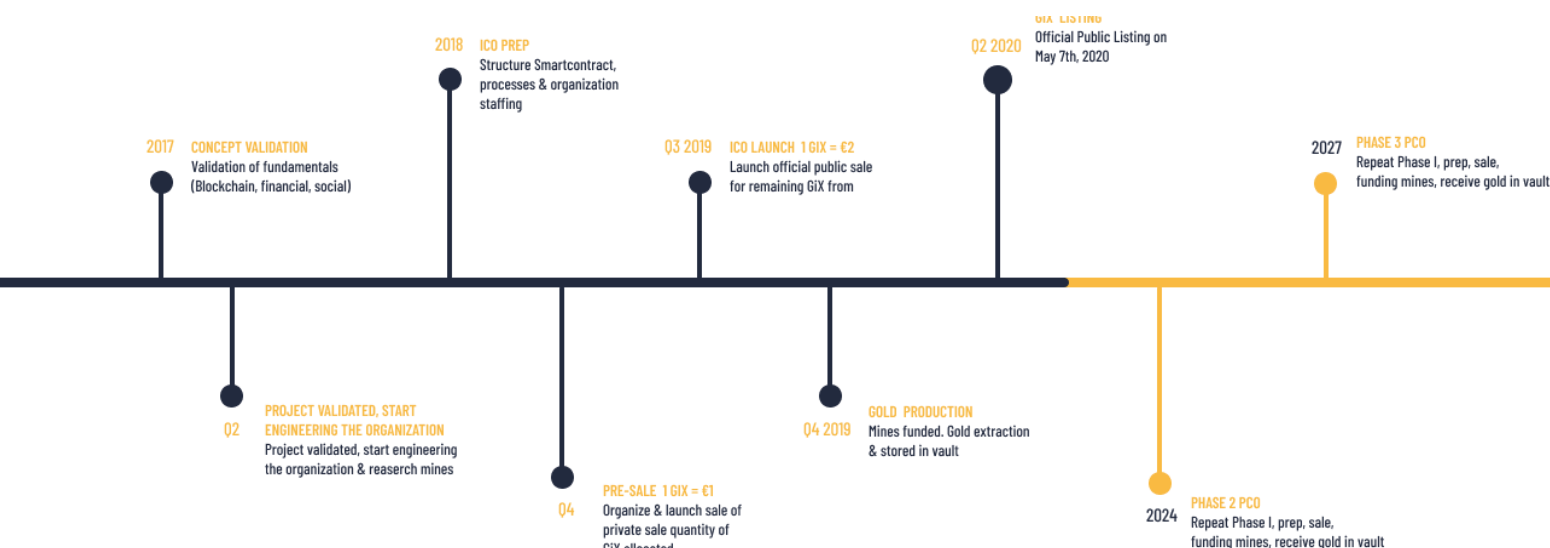 2017
CONCEPT VALIDATION
Validation of fundamentals
(Blockchain, financial, social)
Q2
PROJECT VALIDATED, START
ENGINEERING THE ORGANIZATION
Project validated, start engineering
the organization & reaserch mines
2018
ICO PREP
Structure Smartcontract,
processes & organization
staffing
Q4
PRE-SALE 1 GIX = €1
Organize & launch sale of
private sale quantity of
GiX allocated
Q3 2019
ICO LAUNCH 1 GIX = €2
Launch official public sale
for remaining GiX from
Q4 2019
GOLD PRODUCTION
Mines funded. Gold extraction
& stored in vault
Q2 2020
GIX LISTING
Official Public Listing on
May 7th, 2020
2024
PHASE 2 PCO
Repeat Phase I, prep, sale,
funding mines, receive gold in vault
2027
PHASE 3 PCO
Repeat Phase I, prep, sale,
funding mines, receive gold in vault